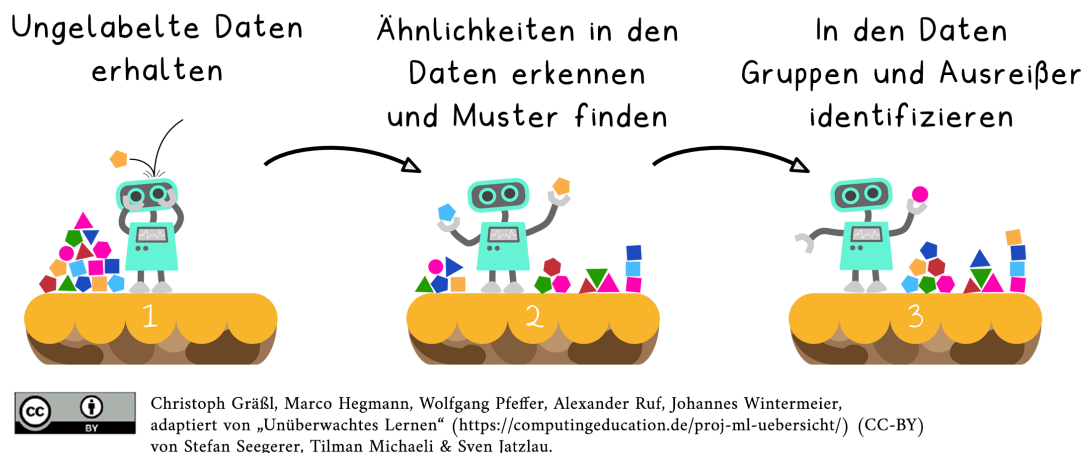 Ungelabelte Daten
erhalten
Ähnlichkeiten in den
Daten erkennen
und Muster finden
In den Daten
Gruppen und Ausreißer
identifizieren
1
2
3
cc
BY
Christoph Gräßl, Marco Hegmann, Wolfgang Pfeffer, Alexander Ruf, Johannes Wintermeier,
adaptiert von „Unüberwachtes Lernen“ (https://computingeducation.de/proj-ml-uebersicht/) (CC-BY)
von Stefan Seegerer, Tilman Michaeli & Sven Jatzlau.